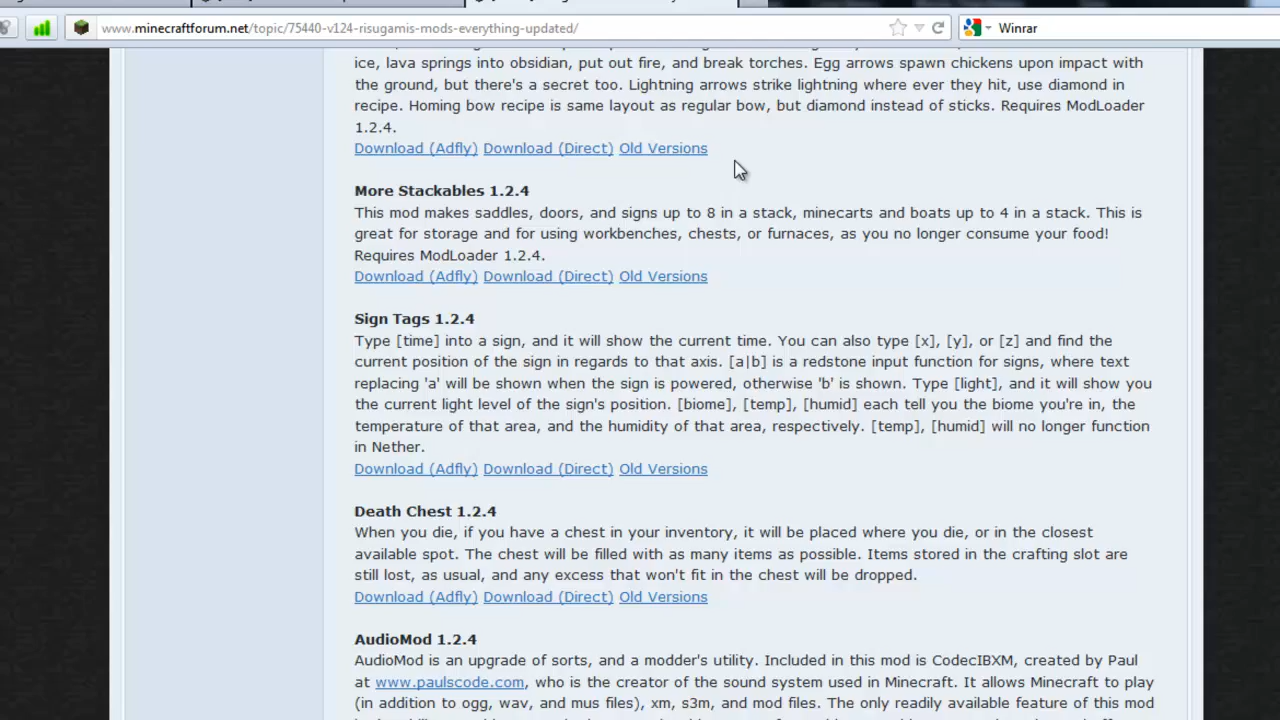 www.minecraftforum.net/topic/75440-v124-risugamis-mods-everything-updated/
Winrar
ice, lava springs into obsidian, put out fire, and break torches. Egg arrows spawn chickens upon impact with
the ground, but there's a secret too. Lightning arrows strike lightning where ever they hit, use diamond in
recipe. Homing bow recipe is same layout as regular bow, but diamond instead of sticks. Requires ModLoader
1.2.4.
Download (Adfly) Download (Direct) Old Versions
More Stackables 1.2.4
This mod makes saddles, doors, and signs up to 8 in a stack, minecarts and boats up to 4 in a stack. This is
great for storage and for using workbenches, chests, or furnaces, as you no longer consume your food!
Requires ModLoader 1.2.4.
Download (Adfly) Download (Direct) Old Versions
Sign Tags 1.2.4
Type [time] into a sign, and it will show the current time. You can also type [x], [y], or [z] and find the
current position of the sign in regards to that axis. [a|b] is a redstone input function for signs, where text
replacing 'a' will be shown when the sign is powered, otherwise 'b' is shown. Type [light], and it will show you
the current light level of the sign's position. [biome], [temp], [humid] each tell you the biome you're in, the
temperature of that area, and the humidity of that area, respectively. [temp], [humid] will no longer function
in Nether.
Download (Adfly) Download (Direct) Old Versions
Death Chest 1.2.4
When you die, if you have a chest in your inventory, it will be placed where you die, or in the closest
available spot. The chest will be filled with as many items as possible. Items stored in the crafting slot are
still lost, as usual, and any excess that won't fit in the chest will be dropped.
Download (Adfly) Download (Direct) Old Versions
AudioMod 1.2.4
AudioMod is an upgrade of sorts, and a modder's utility. Included in this mod is CodecIBXM, created by Paul
at www.paulscode.com, who is the creator of the sound system used in Minecraft. It allows Minecraft to play
(in addition to ogg, wav, and mus files), xm, s3m, and mod files. The only readily available feature of this mod